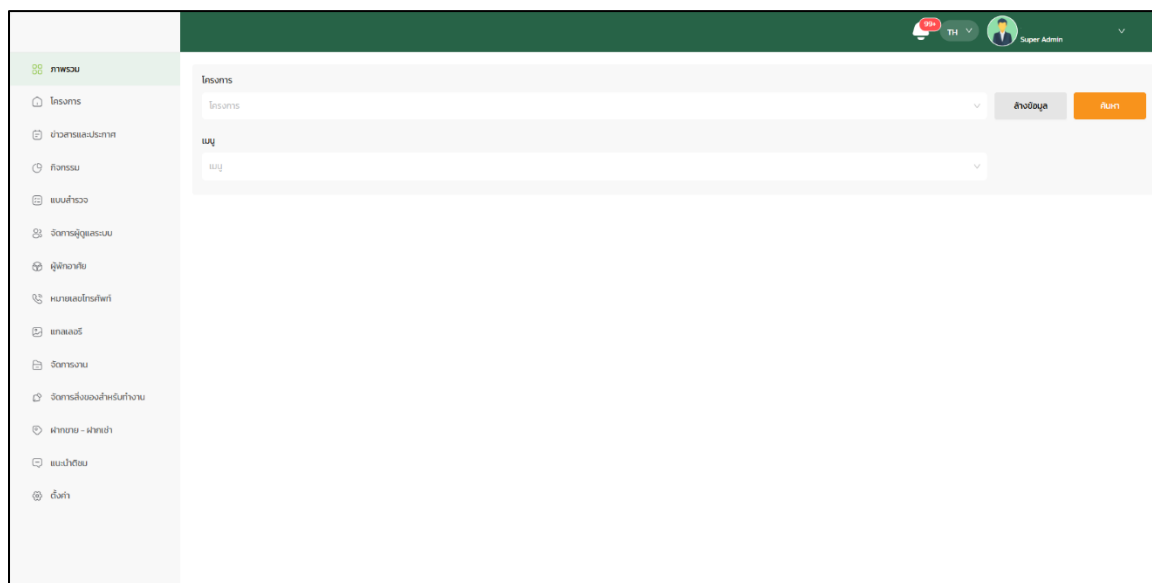 99+
TH
Super Admin
ภาพรวม
โครงการ
ข่าวสารและประกาศ
กิจกรรม
แบบสำรวจ
จัดการผู้ดูแลระบบ
ผู้พักอาศัย
หมายเลขโทรศัพท์
แกลเลอรี
จัดการงาน
จัดการสิ่งของสำหรับทำงาน
ฝากขาย - ฝากเช่า
แนะนำติชม
ตั้งค่า
โครงการ
โครงการ
ล้างข้อมูล
ค้นหา
เมนู
เมนู